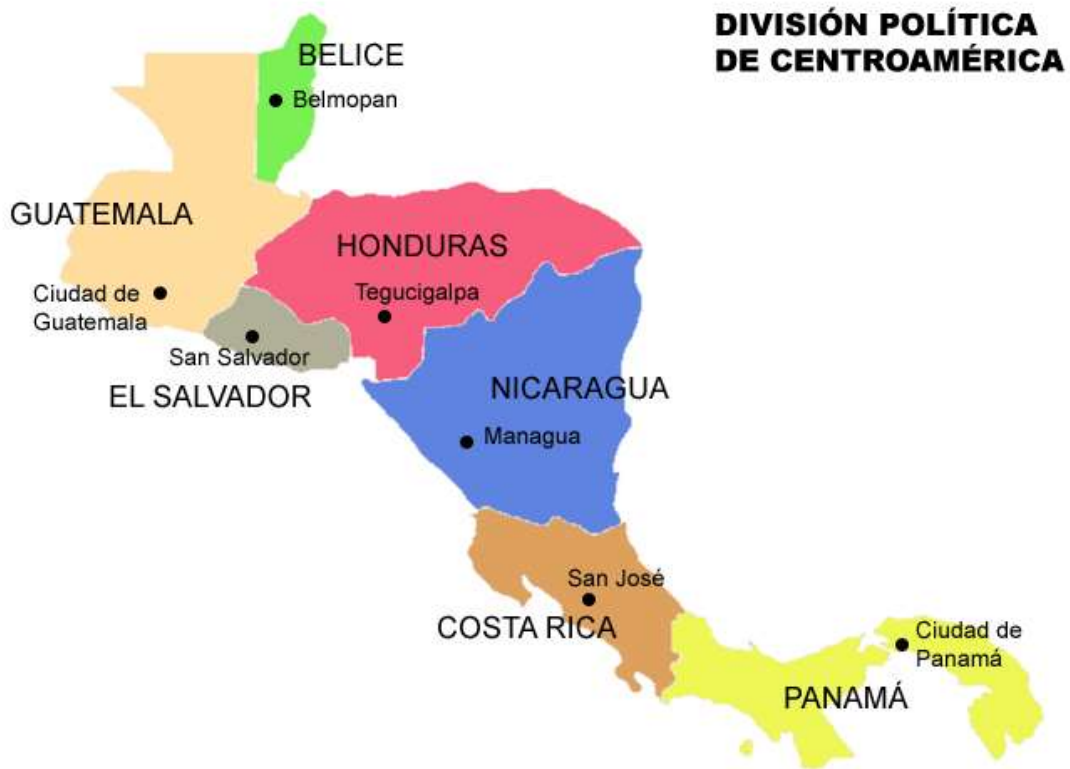 DIVISIÓN POLÍTICA
DE CENTROAMÉRICA
BELICE
Belmopan
GUATEMALA
Ciudad de
Guatemala
HONDURAS
Tegucigalpa
San Salvador
EL SALVADOR
NICARAGUA
Managua
San José
COSTA RICA
Ciudad de
Panamá
PANAMÁ